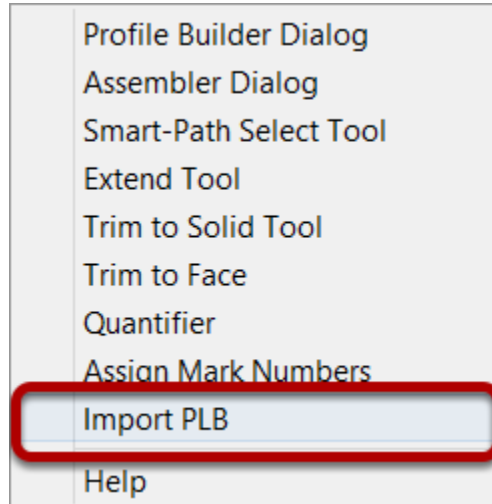 Profile Builder Dialog
Assembler Dialog
Smart-Path Select Tool
Extend Tool
Trim to Solid Tool
Trim to Face
Quantifier
Assign Mark Numbers
Import PLB
Help